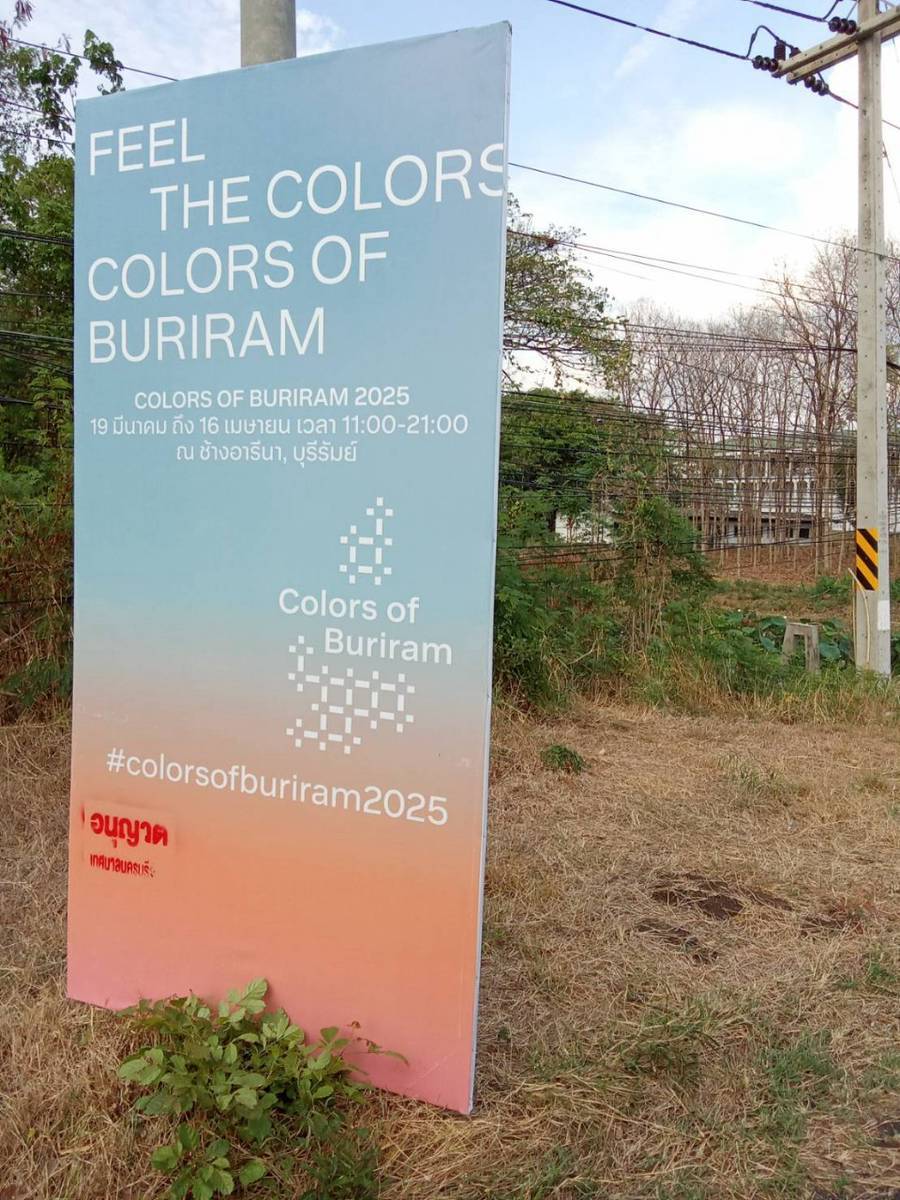 FEEL
THE COLORS
COLORS OF
BURIRAM
COLORS OF BURIRAM 2025
19 มีนาคม ถึง 16 เมษายน เวลา 11:00-21:00
ณ ช้างอารีนา, บุรีรัมย์
Colors of
Buriram
#colorsofburiram2025
อนุญาต